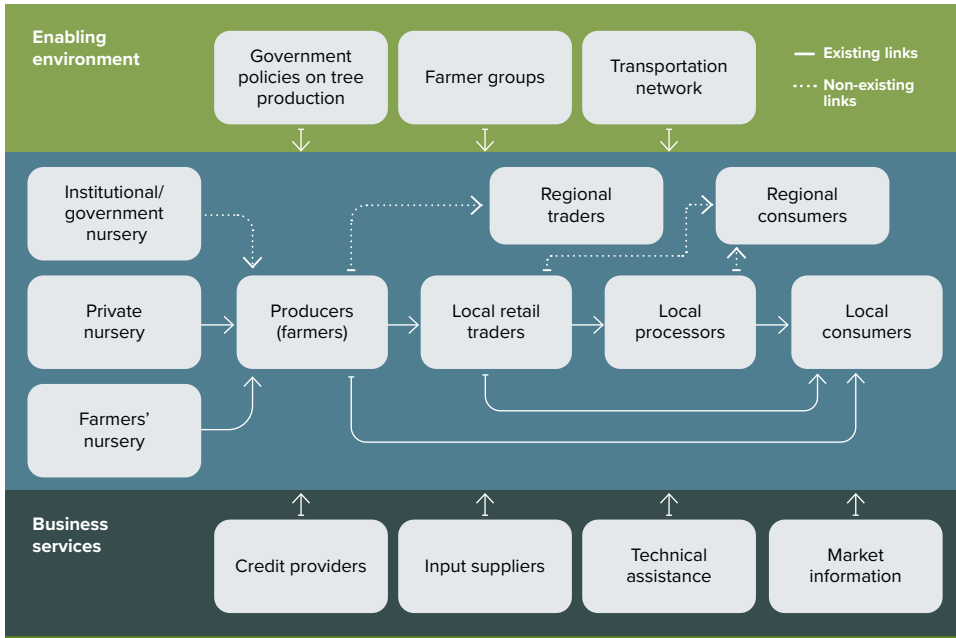 Enabling
environment
Government
policies on tree
production
Farmer groups
Transportation
network
Existing links
Non-existing
links
Institutional/
government
nursery
Regional
traders
Regional
consumers
Private
nursery
Producers
(farmers)
Local retail
traders
Local
processors
Local
consumers
Farmers’
nursery
Business
services
Credit providers
Input suppliers
Technical
assistance
Market
information